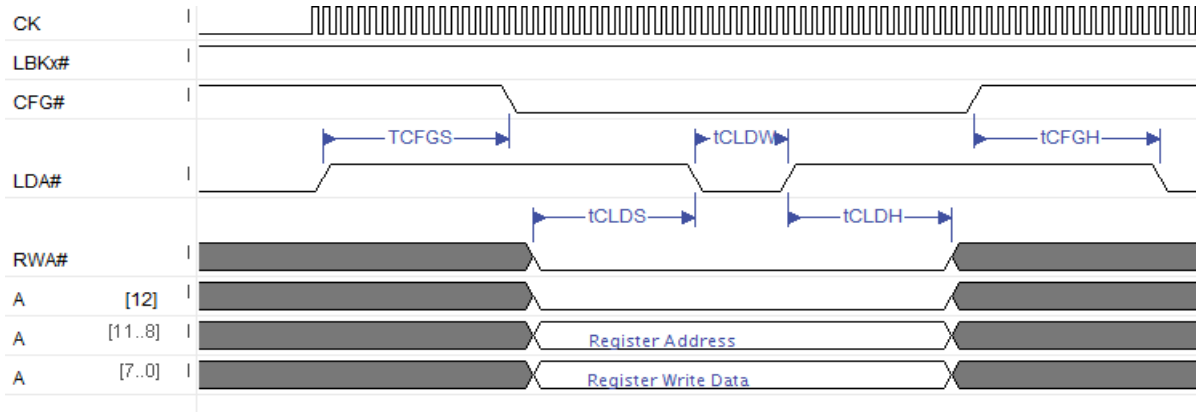 CK
LBKx#
CFG#
TCFGS tCLDW tCFGH
LDA#
tCLDS tCLDH
RWA#
A [12]
A [11..8] Register Address
A [7..0] Register Write Data